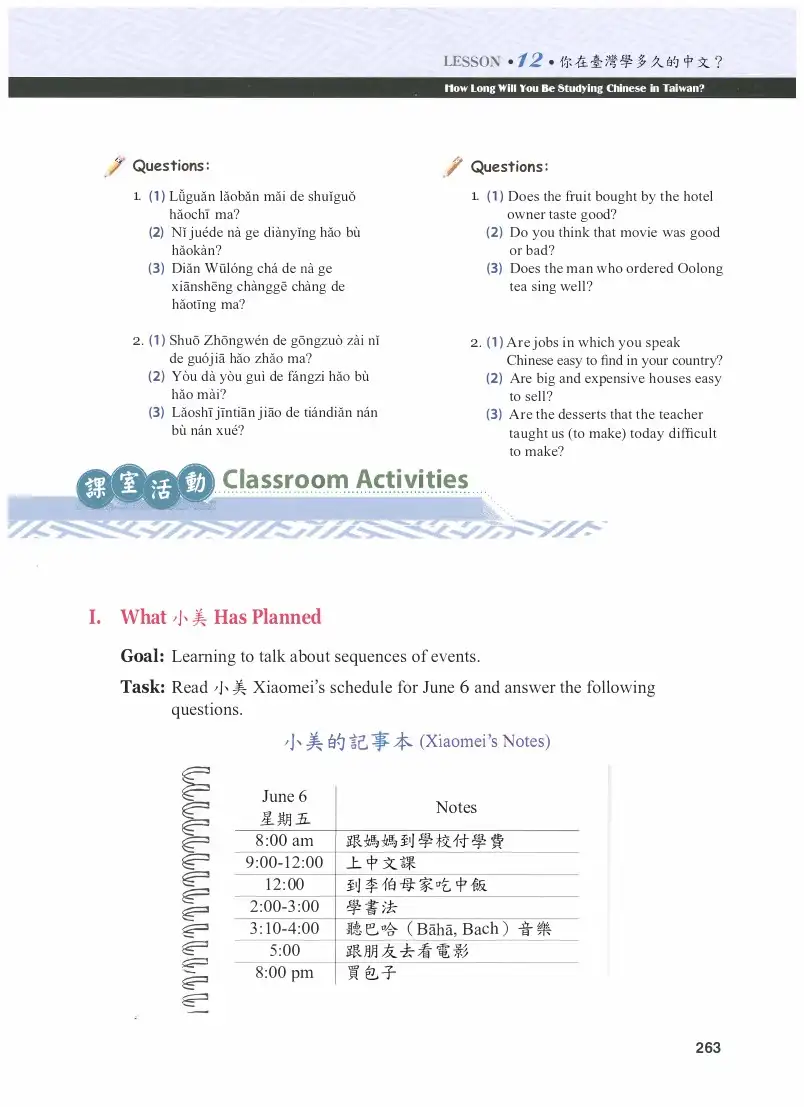 LESSON • 12 • 你在臺灣學多久的中文？
How Long Will You Be Studying Chinese in Taiwan?
Questions:
1. (1) Lǚguǎn lǎobǎn mǎi de shuǐguǒ
hǎochī ma?
(2) Nǐ juéde nà ge diànyǐng hǎo bù
hǎokàn?
(3) Diǎn Wūlóng chá de nà ge
xiānshēng chànggē chàng de
hǎotīng ma?
2. (1) Shuō Zhōngwén de gōngzuò zài nǐ
de guójiā hǎo zhǎo ma?
(2) Yòu dà yòu guì de fángzi hǎo bù
hǎo mài?
(3) Lǎoshī jīntiān jiāo de tiándiǎn nán
bù nán xué?
Questions:
1. (1) Does the fruit bought by the hotel
owner taste good?
(2) Do you think that movie was good
or bad?
(3) Does the man who ordered Oolong
tea sing well?
2. (1) Are jobs in which you speak
Chinese easy to find in your country?
(2) Are big and expensive houses easy
to sell?
(3) Are the desserts that the teacher
taught us (to make) today difficult
to make?
課室活動 Classroom Activities
I. What 小美 Has Planned
Goal: Learning to talk about sequences of events.
Task: Read 小美 Xiaomei's schedule for June 6 and answer the following
questions.
小美的記事本 (Xiaomei's Notes)
June 6
星期五
Notes
8:00 am 跟媽媽到學校付學費
9:00-12:00 上中文課
12:00 到李伯母家吃中飯
2:00-3:00 學書法
3:10-4:00 聽巴哈（Bāhā, Bach）音樂
5:00 跟朋友去看電影
8:00 pm 買包子
263